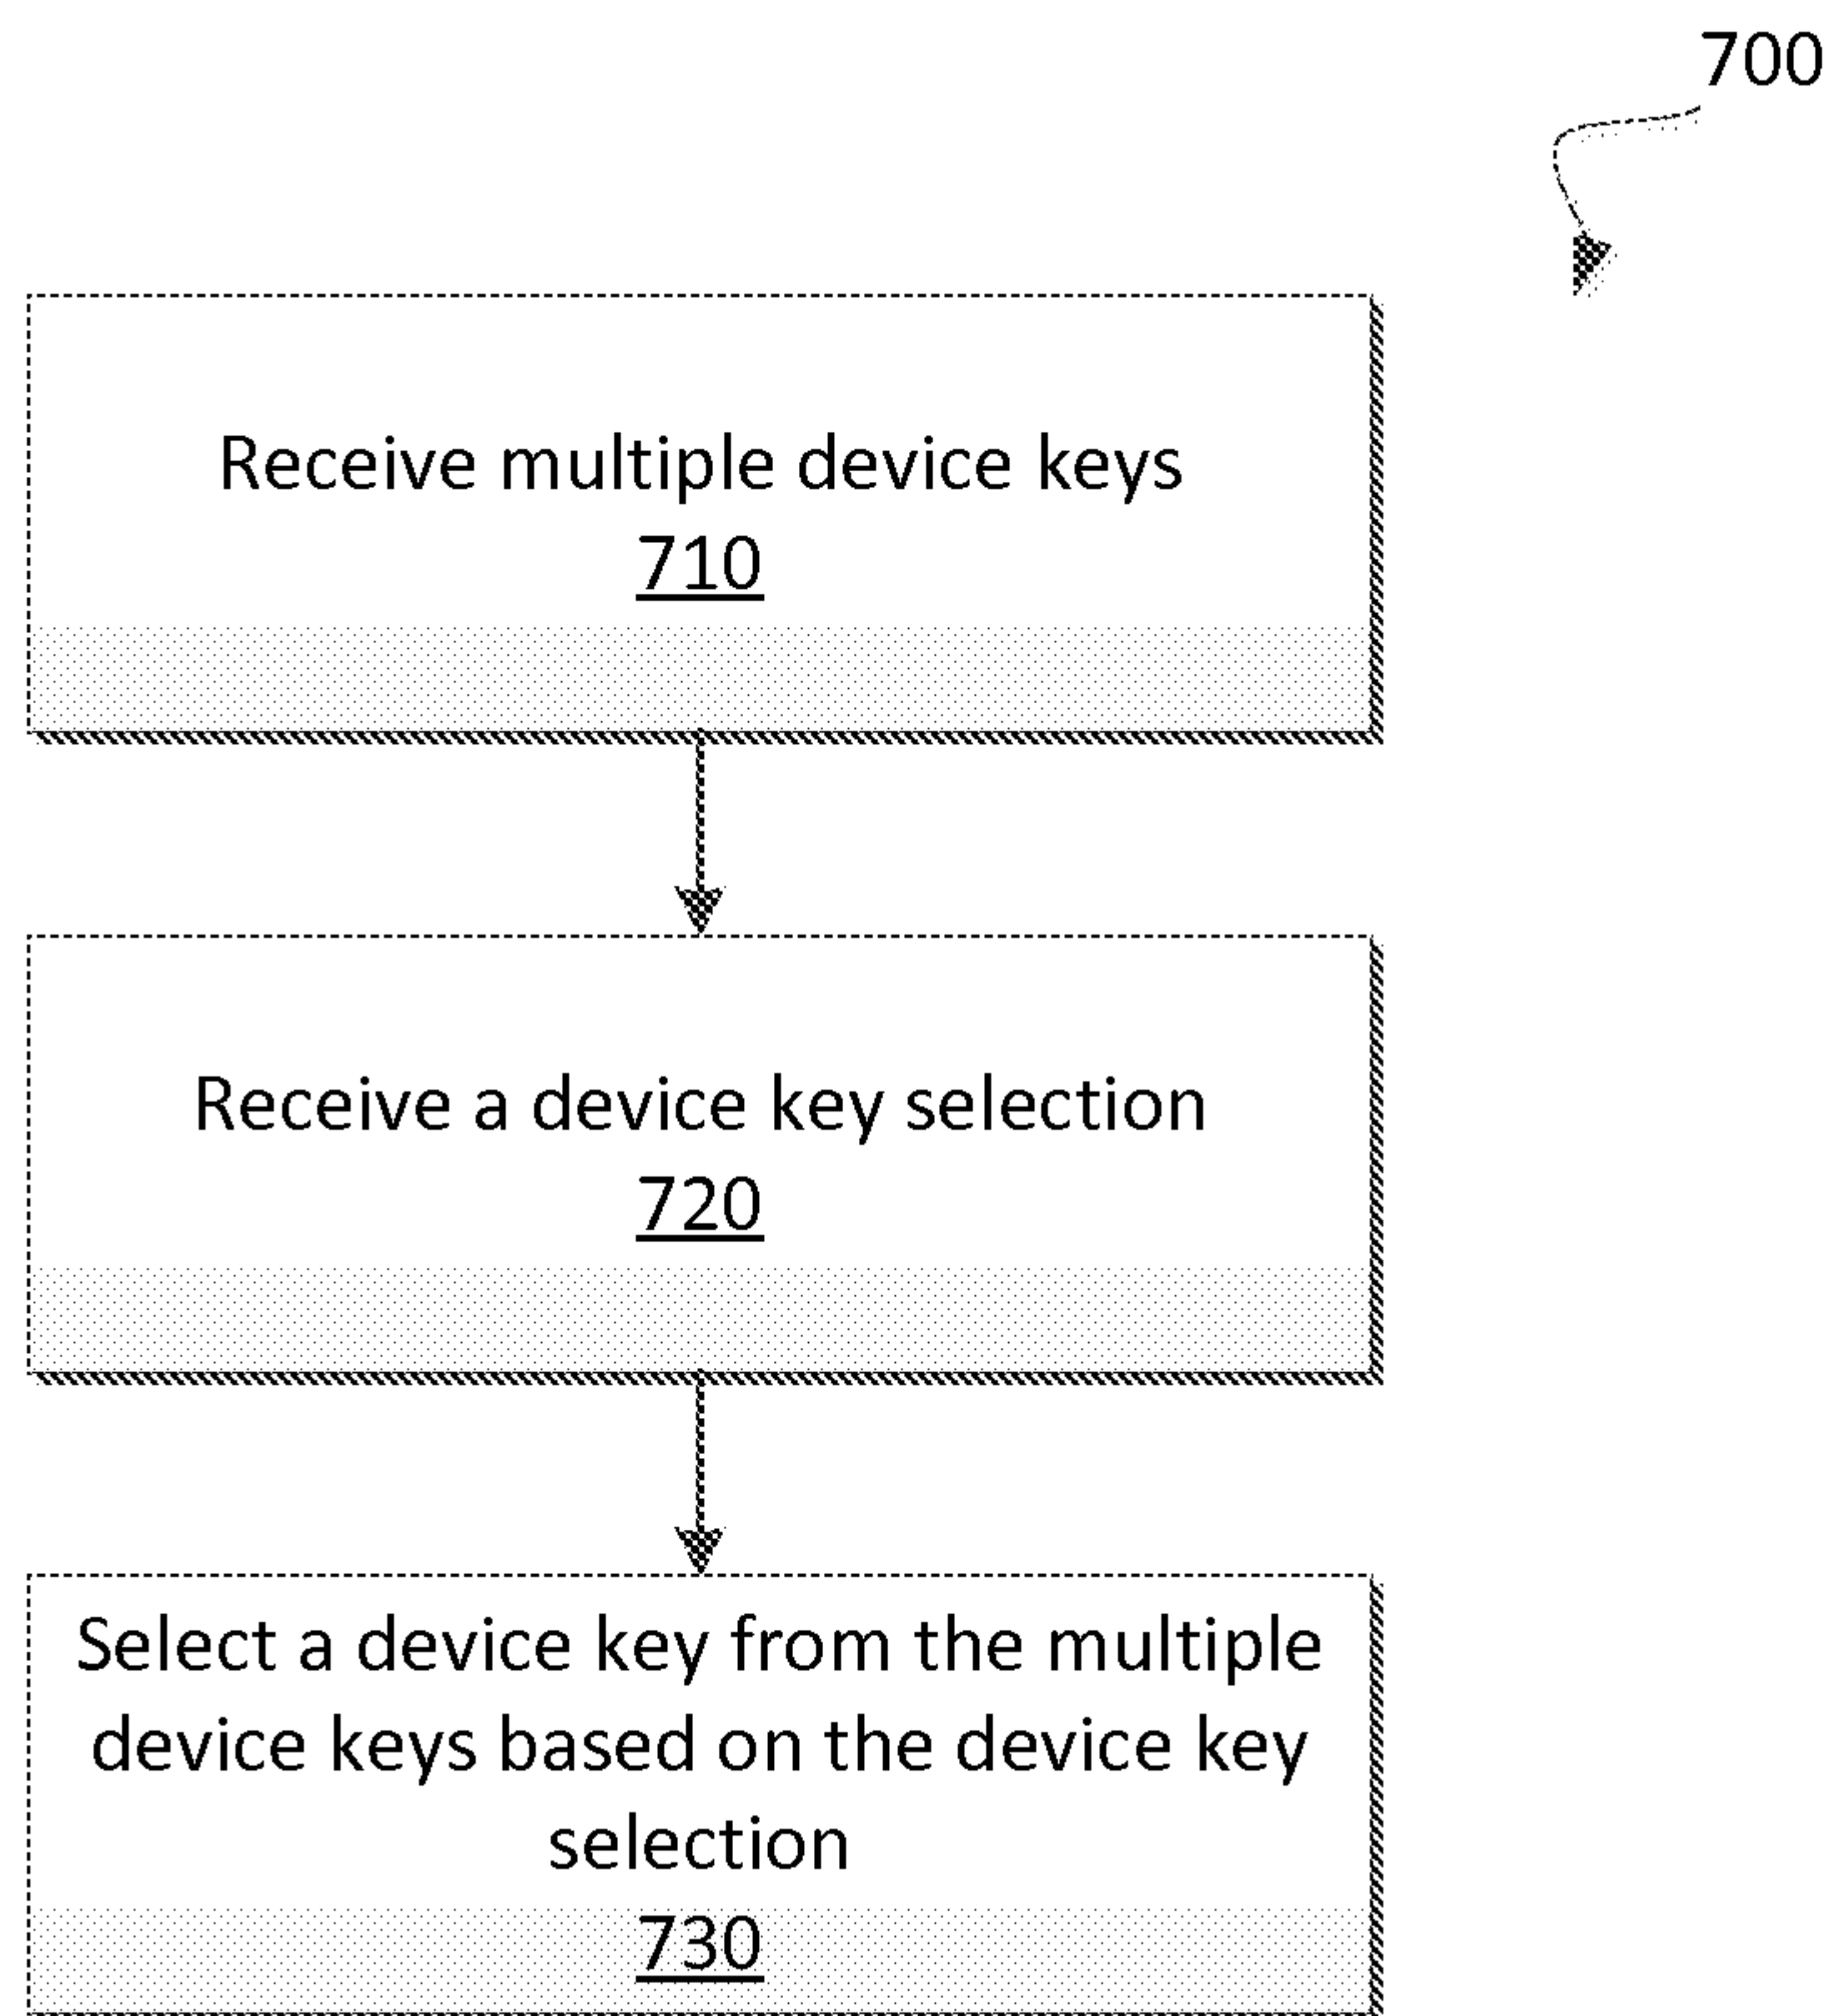 700
Receive multiple device keys
710
Receive a device key selection
720
Select a device key from the multiple
device keys based on the device key
selection
730